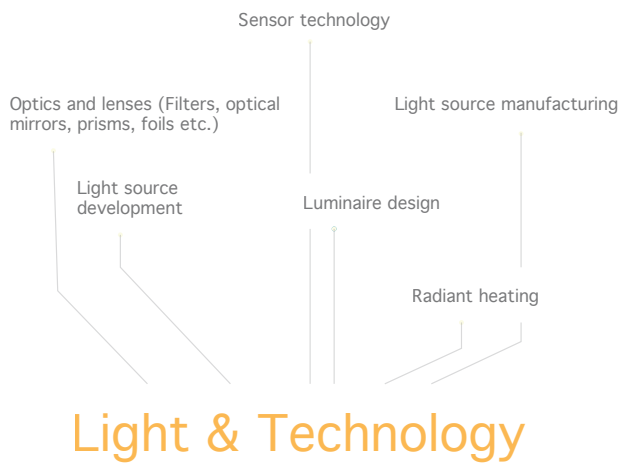 Sensor technology
Optics and lenses (Filters, optical
mirrors, prisms, foils etc.)
Light source manufacturing
Light source
development
Luminaire design
Radiant heating
Light & Technology